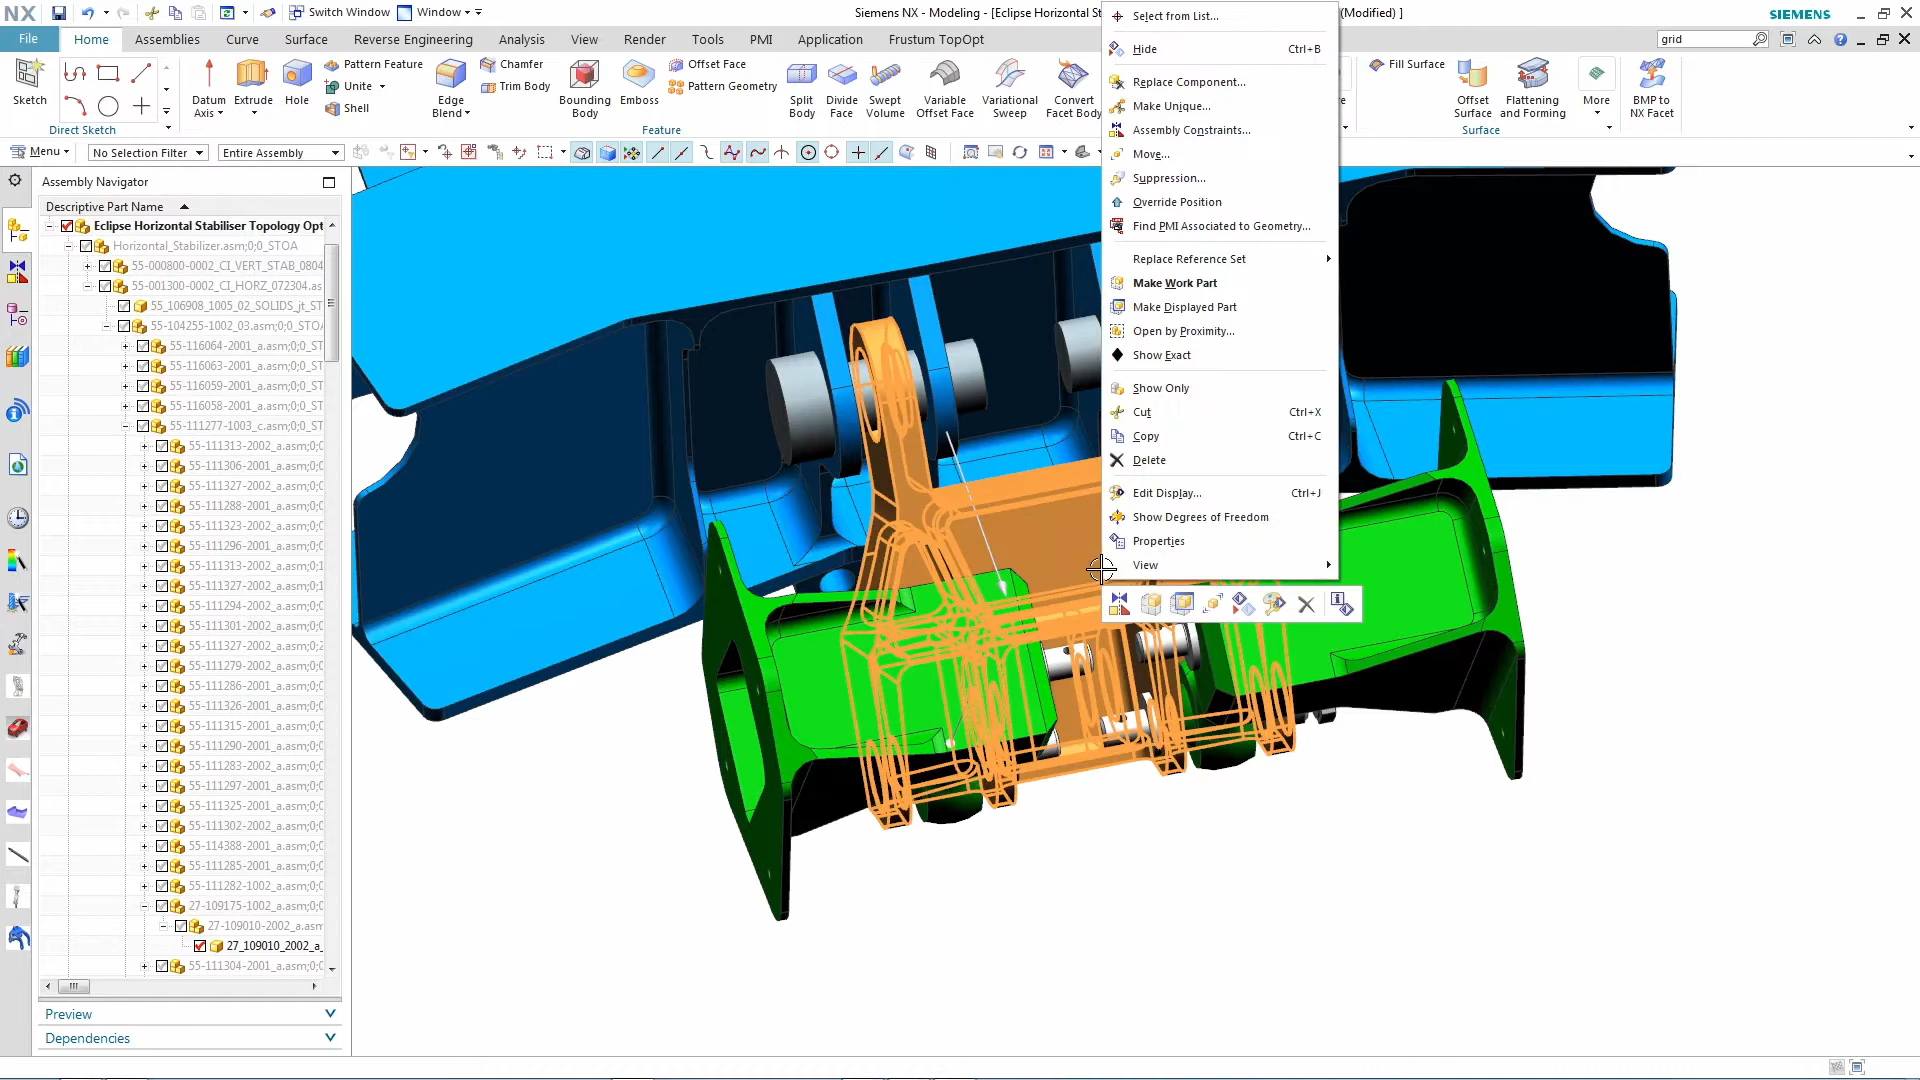 NX
Switch Window
Window
Siemens NX - Modeling - [Eclipse Horizontal St
(Modified) ]
SIEMENS
File
Home
Assemblies
Curve
Surface
Reverse Engineering
Analysis
View
Render
Tools
PMI
Application
Frustum TopOpt
grid
Sketch
Direct Sketch
Datum
Axis
Extrude
Hole
Pattern Feature
Unite
Shell
Edge
Blend
Chamfer
Trim Body
Bounding
Body
Emboss
Offset Face
Pattern Geometry
Split
Body
Divide
Face
Swept
Volume
Variable
Offset Face
Variational
Sweep
Convert
Facet Body
Feature
Fill Surface
Offset
Surface
Flattening
and Forming
More
Surface
BMP to
NX Facet
Menu
No Selection Filter
Entire Assembly
Assembly Navigator
Descriptive Part Name
Eclipse Horizontal Stabiliser Topology Opt
Horizontal_Stabilizer.asm;0;0_STOA
55-000800-0002_CI_VERT_STAB_0804
55-001300-0002_CI_HORZ_072304.as
55_106908_1005_02_SOLIDS_jt_ST
55-104255-1002_03.asm;0;0_STOA
55-116064-2001_a.asm;0;0_ST
55-116063-2001_a.asm;0;0_ST
55-116059-2001_a.asm;0;0_ST
55-116058-2001_a.asm;0;0_ST
55-111277-1003_c.asm;0;0_ST
55-111313-2002_a.asm;0;0
55-111306-2001_a.asm;0;0
55-111327-2002_a.asm;0;0
55-111288-2001_a.asm;0;0
55-111323-2002_a.asm;0;0
55-111296-2001_a.asm;0;0
55-111313-2002_a.asm;0;1
55-111327-2002_a.asm;0;1
55-111294-2001_a.asm;0;0
55-111301-2002_a.asm;0;0
55-111327-2002_a.asm;0;2
55-111279-2002_a.asm;0;0
55-111286-2001_a.asm;0;0
55-111326-2001_a.asm;0;0
55-111315-2001_a.asm;0;0
55-111290-2001_a.asm;0;0
55-111283-2002_a.asm;0;0
55-111297-2001_a.asm;0;0
55-111325-2001_a.asm;0;0
55-111302-2002_a.asm;0;0
55-114388-2001_a.asm;0;0
55-111285-2001_a.asm;0;0
55-111282-1002_a.asm;0;0
27-109175-1002_a.asm;0;0
27-109010-2002_a.asm
27_109010_2002_a_
55-111304-2001_a.asm;0;0
Preview
Dependencies
Select from List...
Hide Ctrl+B
Replace Component...
Make Unique...
Assembly Constraints...
Move...
Suppression...
Override Position
Find PMI Associated to Geometry...
Replace Reference Set
Make Work Part
Make Displayed Part
Open by Proximity...
Show Exact
Show Only
Cut Ctrl+X
Copy Ctrl+C
Delete
Edit Display... Ctrl+J
Show Degrees of Freedom
Properties
View